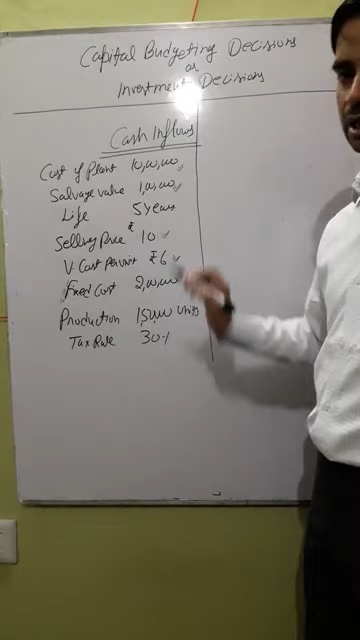 Capital Budgeting Decisions
or
Investment Decisions
Cash Inflows
Cost of Plant 10,00,000
Salvage value 1,00,000
Life 5 years
Selling Price ₹ 10
V. Cost Per unit ₹ 6
Fixed Cost 2,00,000
Production 1,50,000 units
Tax Rate 30%